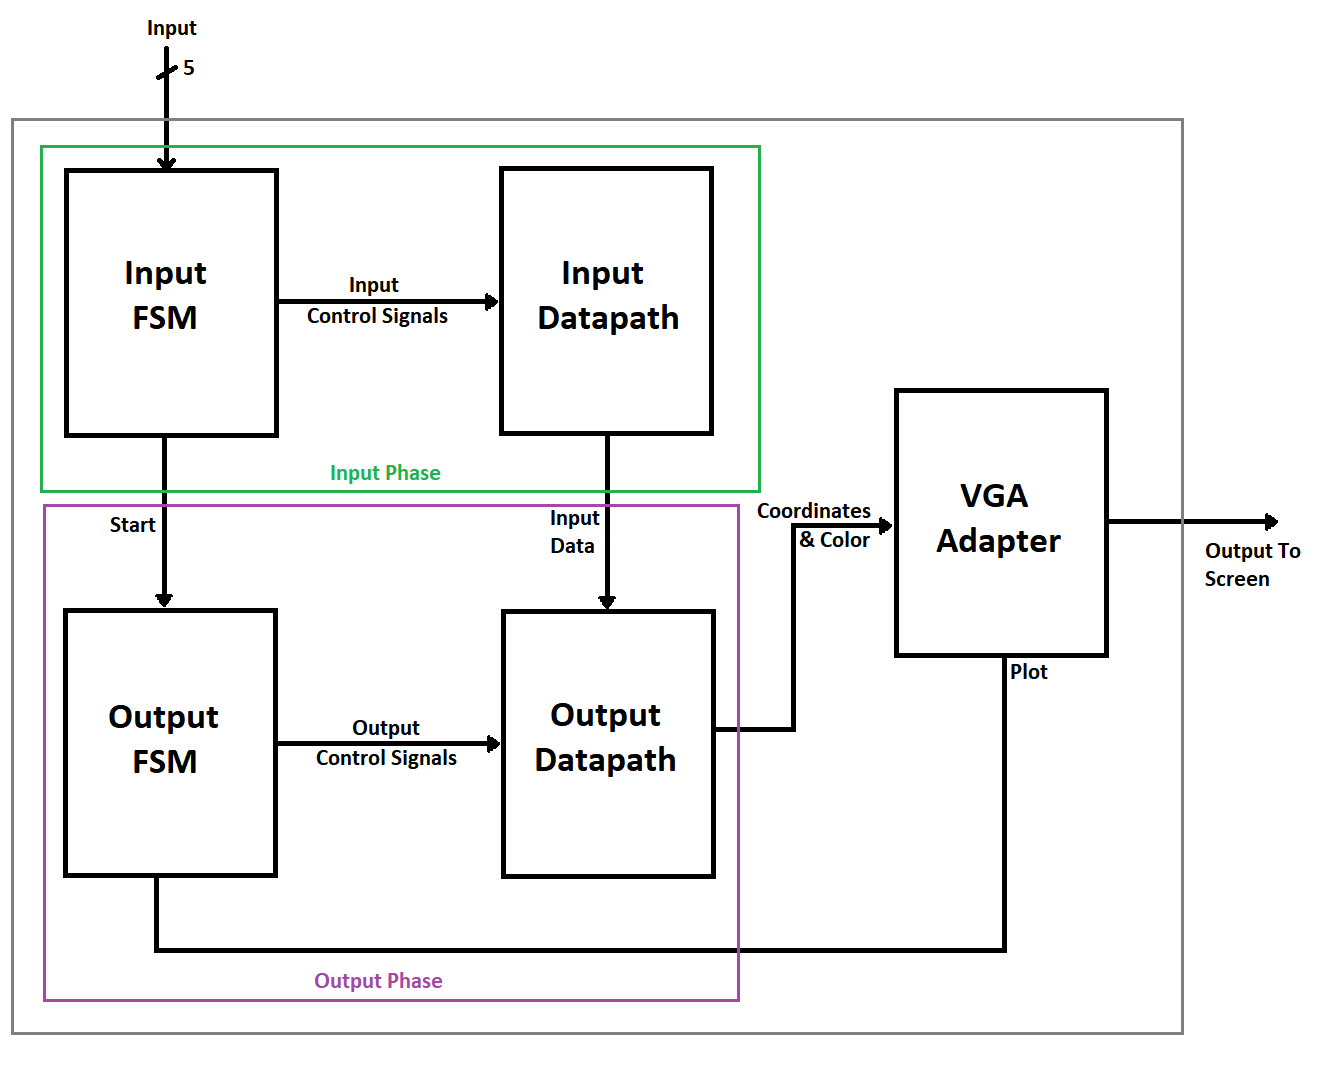 Input
5
Input
FSM
Input
Control Signals
Input
Datapath
Input Phase
Start
Input
Data
Coordinates
& Color
VGA
Adapter
Output To
Screen
Plot
Output
FSM
Output
Control Signals
Output
Datapath
Output Phase